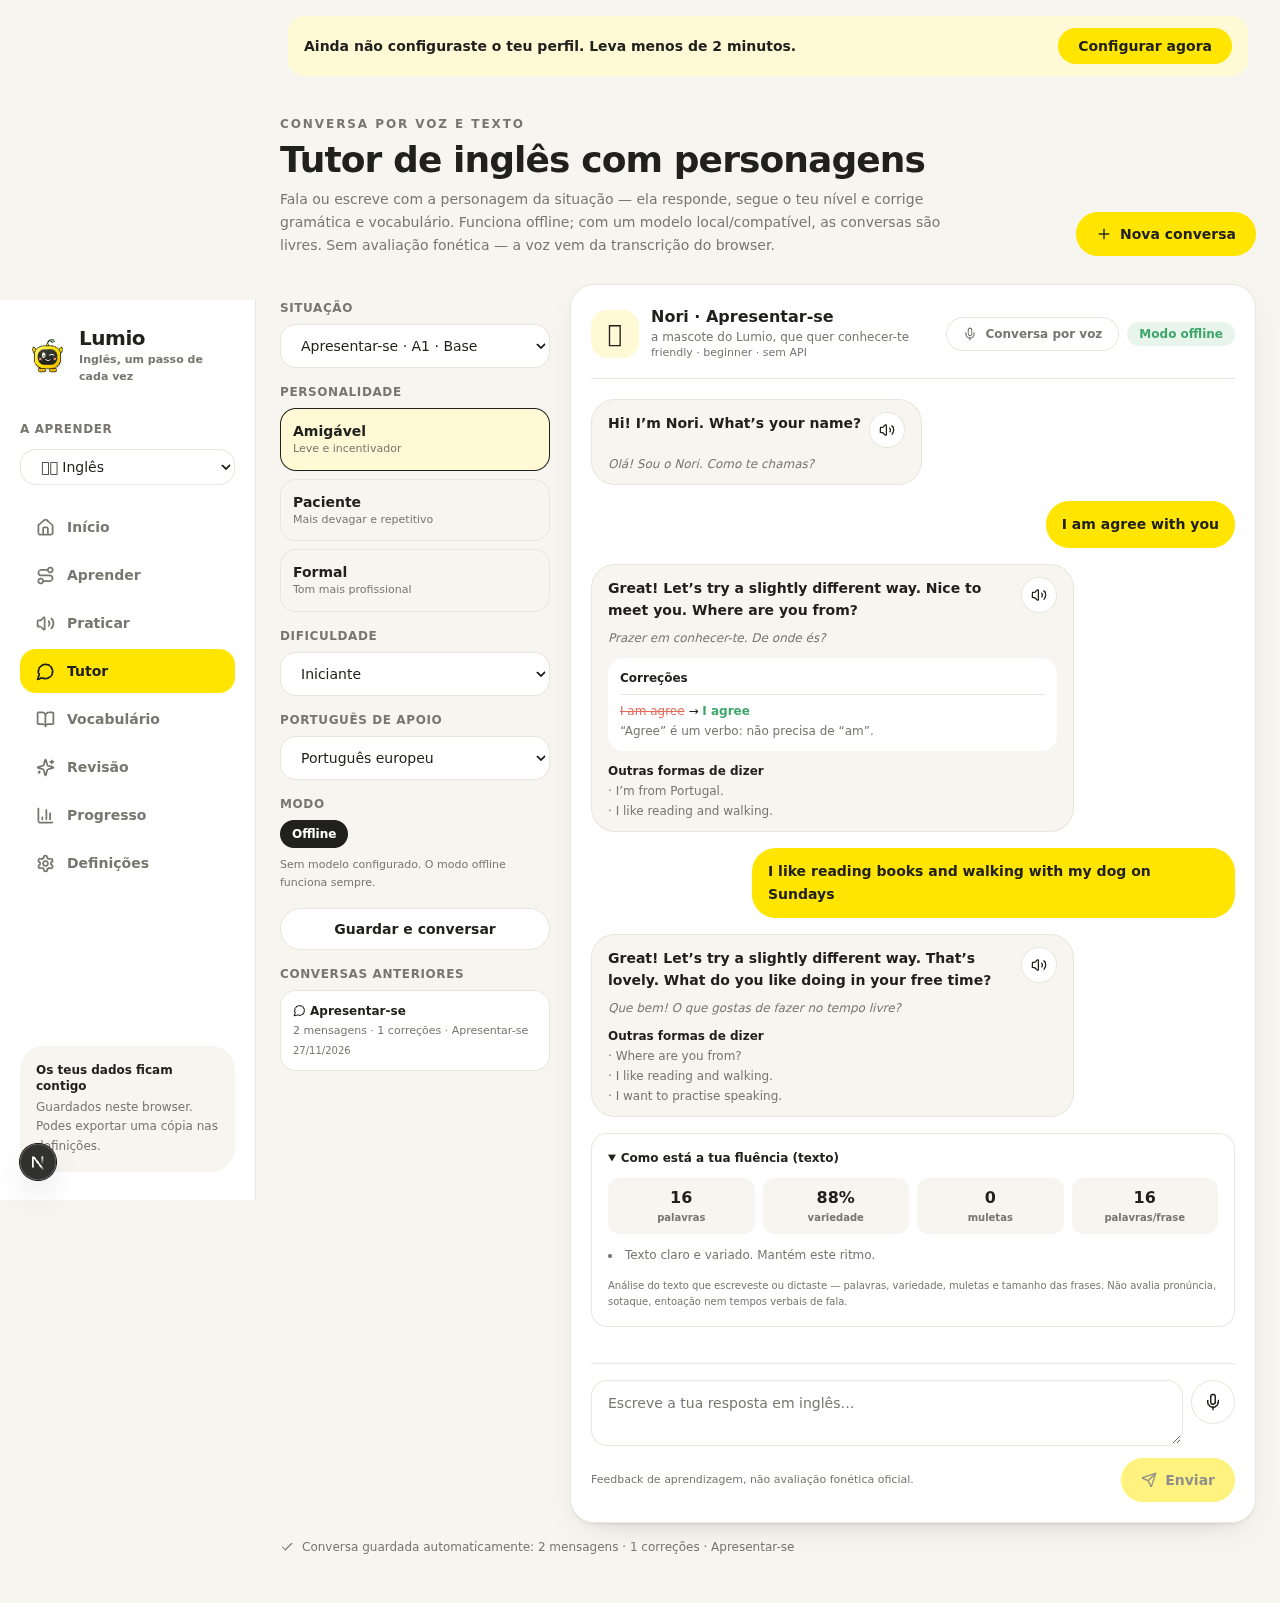 Ainda não configuraste o teu perfil. Leva menos de 2 minutos.
Configurar agora
CONVERSA POR VOZ E TEXTO
Tutor de inglês com personagens
Fala ou escreve com a personagem da situação — ela responde, segue o teu nível e corrige
gramática e vocabulário. Funciona offline; com um modelo local/compatível, as conversas são
livres. Sem avaliação fonética — a voz vem da transcrição do browser.
Nova conversa
Lumio
Inglês, um passo de
cada vez
A APRENDER
Inglês
Início
Aprender
Praticar
Tutor
Vocabulário
Revisão
Progresso
Definições
Os teus dados ficam
contigo
Guardados neste browser.
Podes exportar uma cópia nas
definições.
N
SITUAÇÃO
Apresentar-se · A1 · Base
PERSONALIDADE
Amigável
Leve e incentivador
Paciente
Mais devagar e repetitivo
Formal
Tom mais profissional
DIFICULDADE
Iniciante
PORTUGUÊS DE APOIO
Português europeu
MODO
Offline
Sem modelo configurado. O modo offline
funciona sempre.
Guardar e conversar
CONVERSAS ANTERIORES
Apresentar-se
2 mensagens · 1 correções · Apresentar-se
27/11/2026
Nori · Apresentar-se
a mascote do Lumio, que quer conhecer-te
friendly · beginner · sem API
Conversa por voz
Modo offline
Hi! I’m Nori. What’s your name?
Olá! Sou o Nori. Como te chamas?
I am agree with you
Great! Let’s try a slightly different way. Nice to
meet you. Where are you from?
Prazer em conhecer-te. De onde és?
Correções
I am agree → I agree
“Agree” é um verbo: não precisa de “am”.
Outras formas de dizer
· I’m from Portugal.
· I like reading and walking.
I like reading books and walking with my dog on
Sundays
Great! Let’s try a slightly different way. That’s
lovely. What do you like doing in your free time?
Que bem! O que gostas de fazer no tempo livre?
Outras formas de dizer
· Where are you from?
· I like reading and walking.
· I want to practise speaking.
▼ Como está a tua fluência (texto)
16
palavras
88%
variedade
0
muletas
16
palavras/frase
• Texto claro e variado. Mantém este ritmo.
Análise do texto que escreveste ou dictaste — palavras, variedade, muletas e tamanho das frases. Não avalia pronúncia,
sotaque, entoação nem tempos verbais de fala.
Escreve a tua resposta em inglês…
Feedback de aprendizagem, não avaliação fonética oficial.
Enviar
Conversa guardada automaticamente: 2 mensagens · 1 correções · Apresentar-se